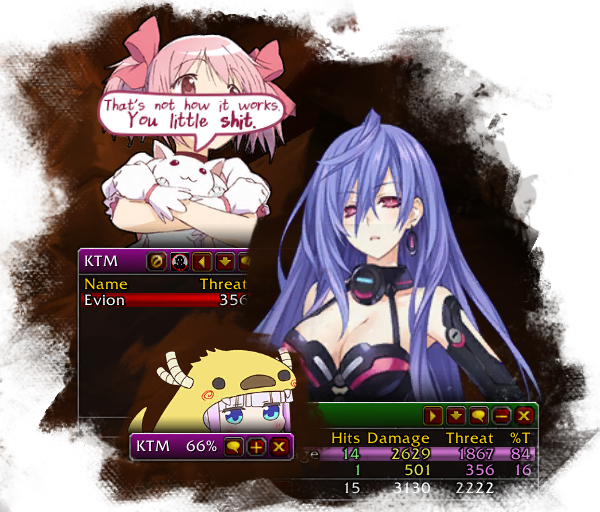 That's not how it works.
You little shit.
KTM
Name Threat
Evion 356
KTM 66%
Hits Damage Threat %T
14 2629 1867 84
1 501 356 16
15 3130 2222